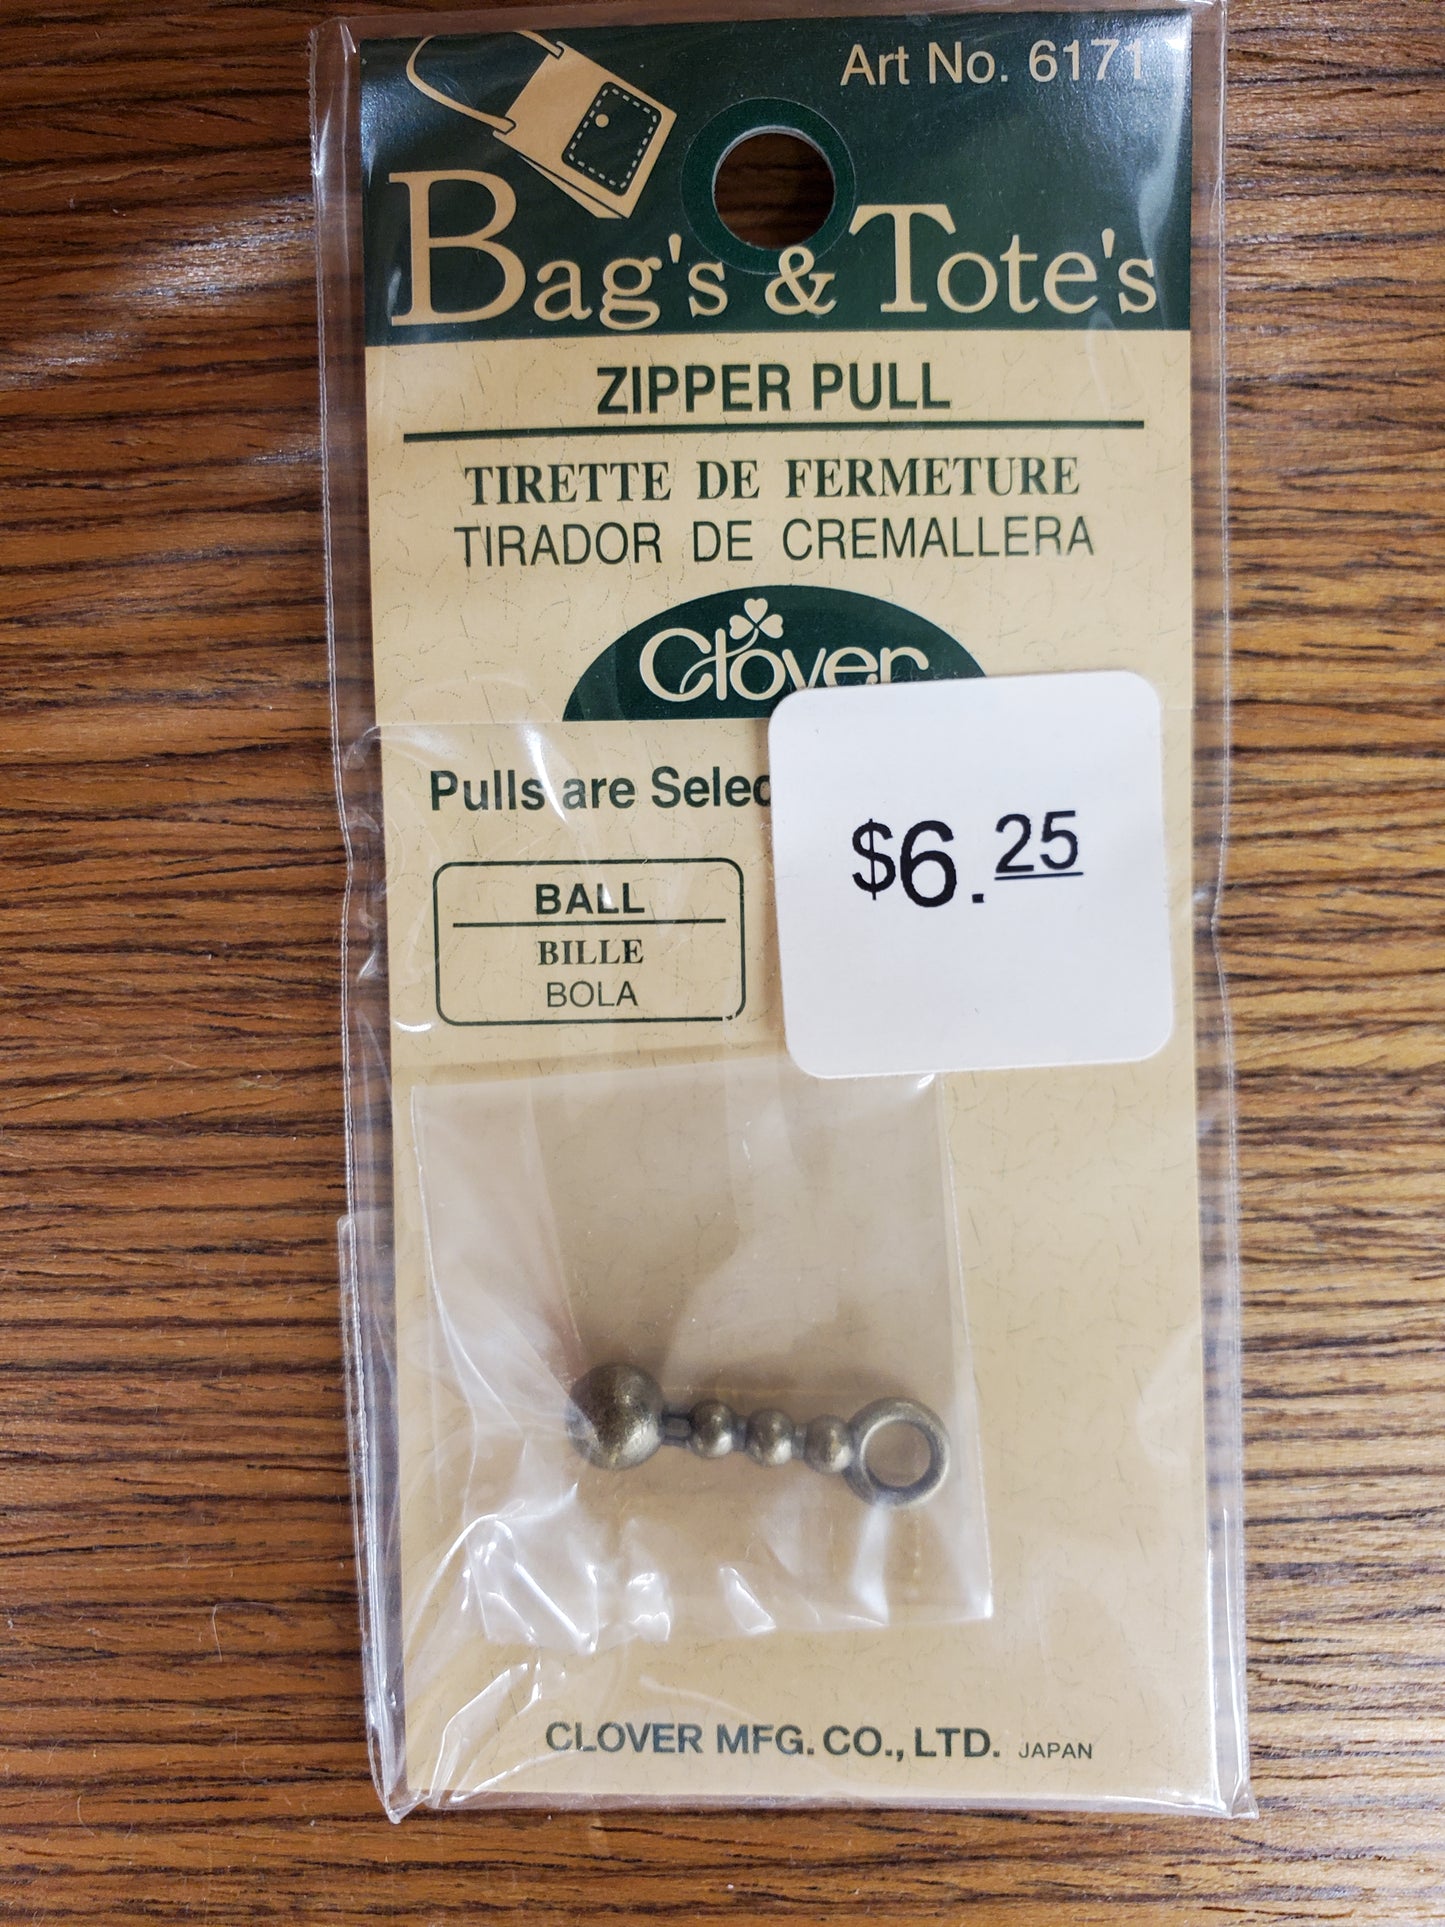 Art No. 6171
Bag's & Tote's
ZIPPER PULL
TIRETTE DE FERMETURE
TIRADOR DE CREMALLERA
Clover
Pulls are
$6.25
BALL
BILLE
BOLA
CLOVER MFG. CO., LTD. JAPAN